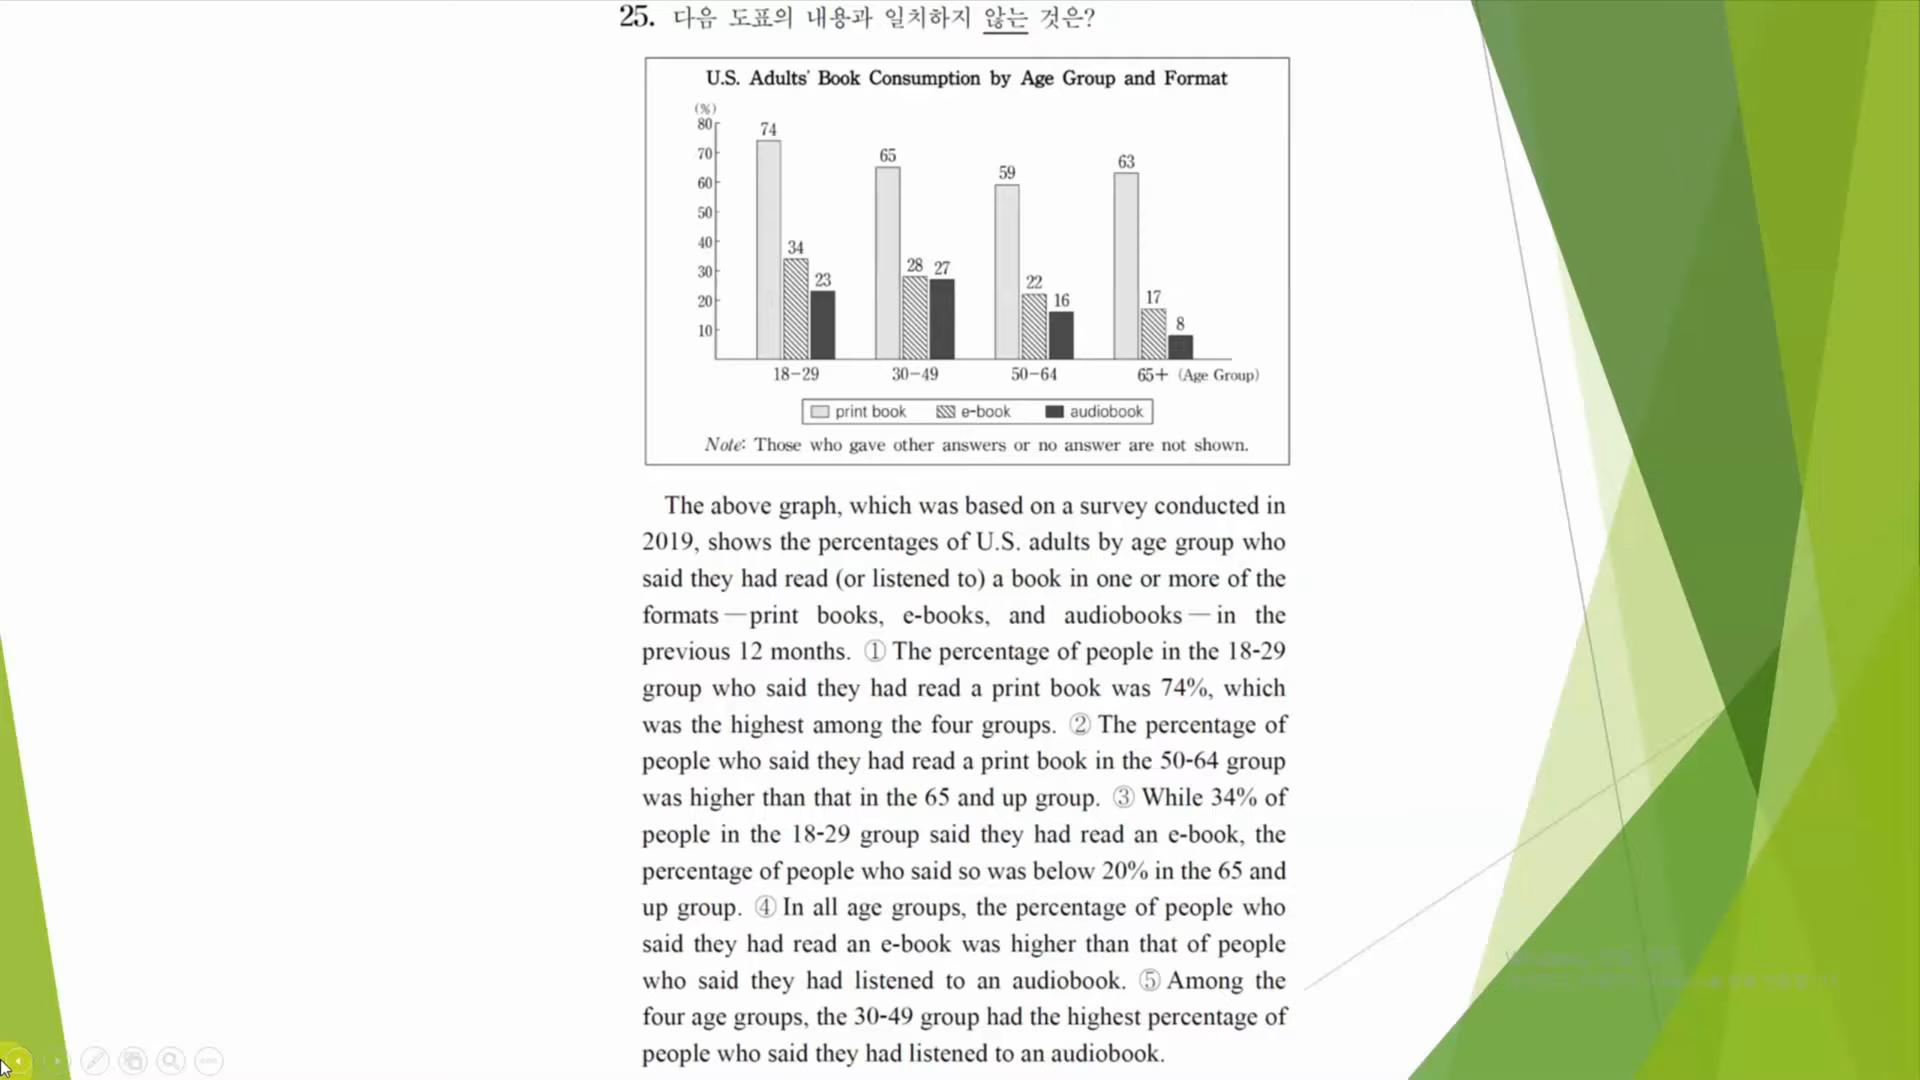 25. 다음 도표의 내용과 일치하지 않는 것은?
U.S. Adults' Book Consumption by Age Group and Format
(%)
80
70
60
50
40
30
20
10
74
34
23
65
28
27
59
22
16
63
17
8
18-29
30-49
50-64
65+ (Age Group)
print book
e-book
audiobook
Note: Those who gave other answers or no answer are not shown.
The above graph, which was based on a survey conducted in
2019, shows the percentages of U.S. adults by age group who
said they had read (or listened to) a book in one or more of the
formats—print books, e-books, and audiobooks—in the
previous 12 months. ① The percentage of people in the 18-29
group who said they had read a print book was 74%, which
was the highest among the four groups. ② The percentage of
people who said they had read a print book in the 50-64 group
was higher than that in the 65 and up group. ③ While 34% of
people in the 18-29 group said they had read an e-book, the
percentage of people who said so was below 20% in the 65 and
up group. ④ In all age groups, the percentage of people who
said they had read an e-book was higher than that of people
who said they had listened to an audiobook. ⑤ Among the
four age groups, the 30-49 group had the highest percentage of
people who said they had listened to an audiobook.